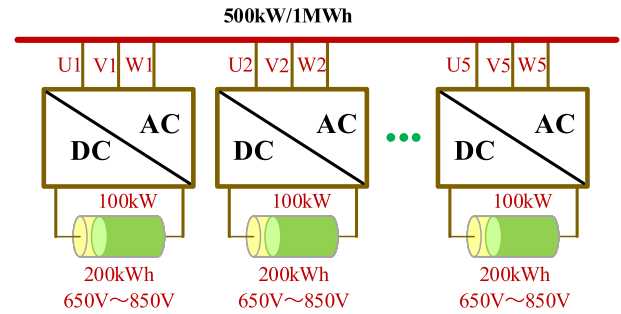 500kW/1MWh
U1 V1 W1 U2 V2 W2 U5 V5 W5
AC AC AC
DC DC DC
100kW 100kW 100kW
200kWh 200kWh 200kWh
650V～850V 650V～850V 650V～850V